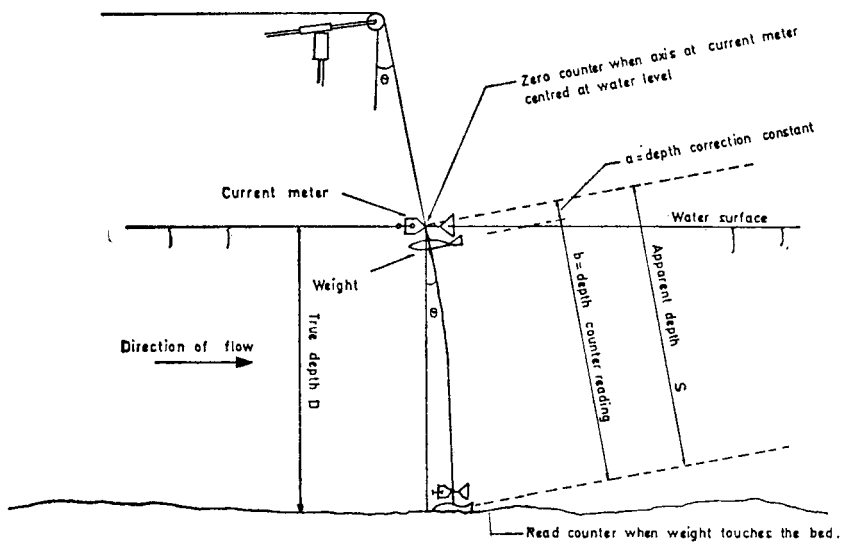 θ
Zero counter when axis at current meter
centred at water level
a = depth correction constant
Current meter
Water surface
Weight
θ
Direction of flow
True depth D
b = depth counter reading
Apparent depth S
Read counter when weight touches the bed.